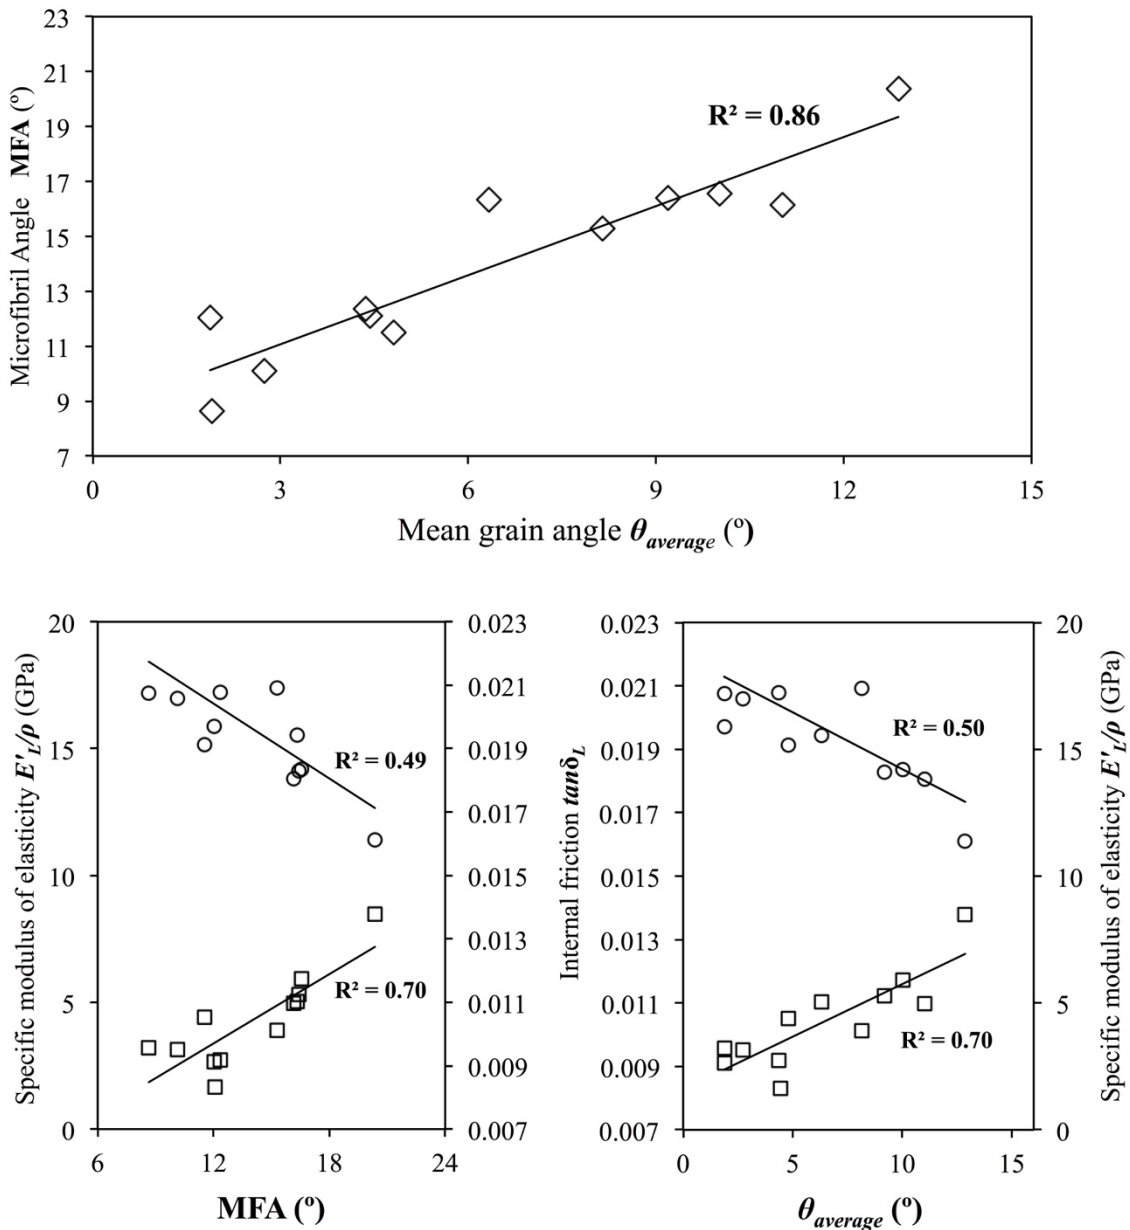 23
21
19
17
15
13
11
9
7
Microfibril Angle MFA (º)
R² = 0.86
0 3 6 9 12 15
Mean grain angle θaverage (º)
20
15
10
5
0
Specific modulus of elasticity E'L/ρ (GPa)
R² = 0.49
R² = 0.70
0.023
0.021
0.019
0.017
0.015
0.013
0.011
0.009
0.007
6 12 18 24
MFA (º)
Internal friction tanδL
0.023
0.021
0.019
0.017
0.015
0.013
0.011
0.009
0.007
R² = 0.50
R² = 0.70
20
15
10
5
0
Specific modulus of elasticity E'L/ρ (GPa)
0 5 10 15
θaverage (º)